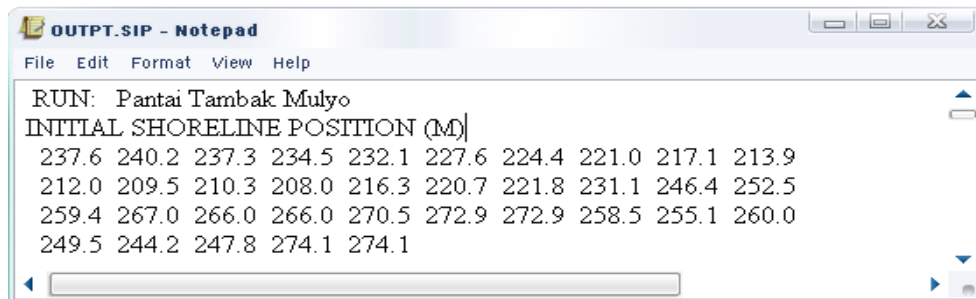 OUTPT.SIP - Notepad
File Edit Format View Help
RUN: Pantai Tambak Mulyo
INITIAL SHORELINE POSITION (M)
237.6 240.2 237.3 234.5 232.1 227.6 224.4 221.0 217.1 213.9
212.0 209.5 210.3 208.0 216.3 220.7 221.8 231.1 246.4 252.5
259.4 267.0 266.0 266.0 270.5 272.9 272.9 258.5 255.1 260.0
249.5 244.2 247.8 274.1 274.1